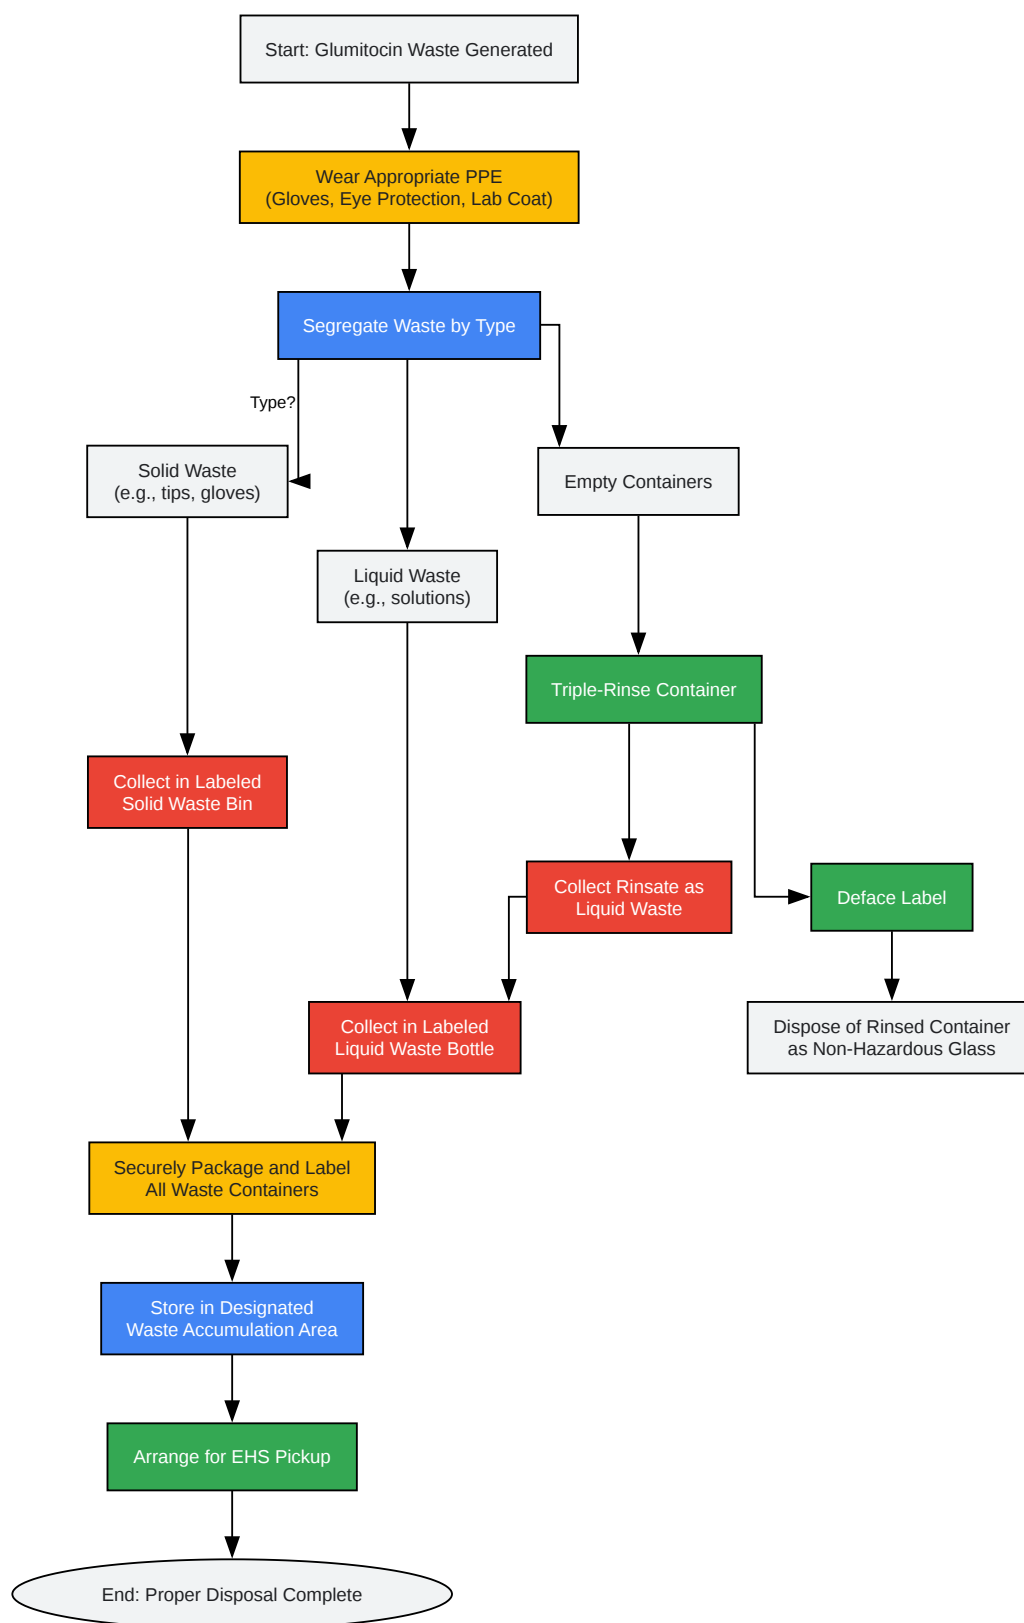 Start: Glumitocin Waste Generated
Wear Appropriate PPE
(Gloves, Eye Protection, Lab Coat)
Segregate Waste by Type
Type?
Solid Waste
(e.g., tips, gloves)
Empty Containers
Liquid Waste
(e.g., solutions)
Triple-Rinse Container
Collect in Labeled
Solid Waste Bin
Collect Rinsate as
Liquid Waste
Deface Label
Collect in Labeled
Liquid Waste Bottle
Dispose of Rinsed Container
as Non-Hazardous Glass
Securely Package and Label
All Waste Containers
Store in Designated
Waste Accumulation Area
Arrange for EHS Pickup
End: Proper Disposal Complete